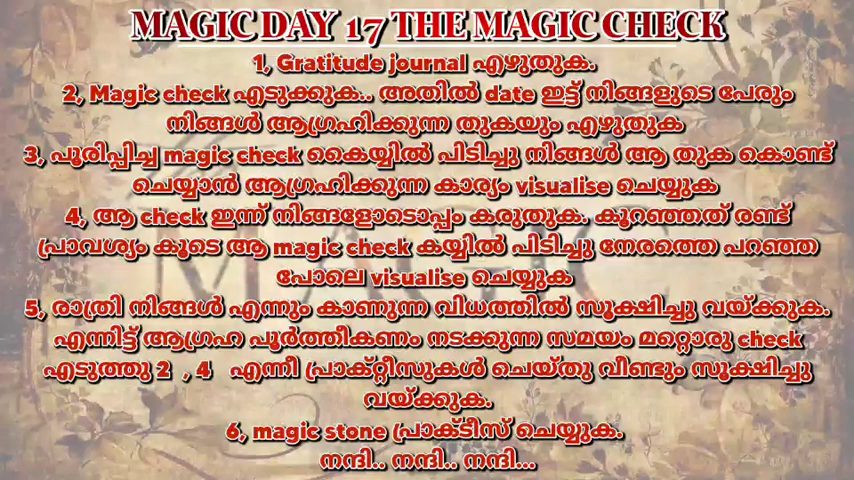 MAGIC DAY 17 THE MAGIC CHECK
1, Gratitude journal എഴുതുക.
2, Magic check എടുക്കുക.. അതിൽ date ഇട്ട് നിങ്ങളുടെ പേരും
നിങ്ങൾ ആഗ്രഹിക്കുന്ന തുകയും എഴുതുക
3, പൂരിപ്പിച്ച magic check കൈയ്യിൽ പിടിച്ചു നിങ്ങൾ ആ തുക കൊണ്ട്
ചെയ്യാൻ ആഗ്രഹിക്കുന്ന കാര്യം visualise ചെയ്യുക
4, ആ check ഇന്ന് നിങ്ങളോടൊപ്പം കരുതുക. കുറഞ്ഞത് രണ്ട്
പ്രാവശ്യം കൂടെ ആ magic check കയ്യിൽ പിടിച്ചു നേരത്തെ പറഞ്ഞ
പോലെ visualise ചെയ്യുക
5, രാത്രി നിങ്ങൾ എന്നും കാണുന്ന വിധത്തിൽ സൂക്ഷിച്ചു വയ്ക്കുക.
എന്നിട്ട് ആഗ്രഹ പൂർത്തീകണം നടക്കുന്ന സമയം മറ്റൊരു check
എടുത്തു 2 , 4 എന്നീ പ്രാക്റ്റീസുകൾ ചെയ്തു വീണ്ടും സൂക്ഷിച്ചു
വയ്ക്കുക.
6, magic stone പ്രാക്ടീസ് ചെയ്യുക.
നന്ദി.. നന്ദി.. നന്ദി...